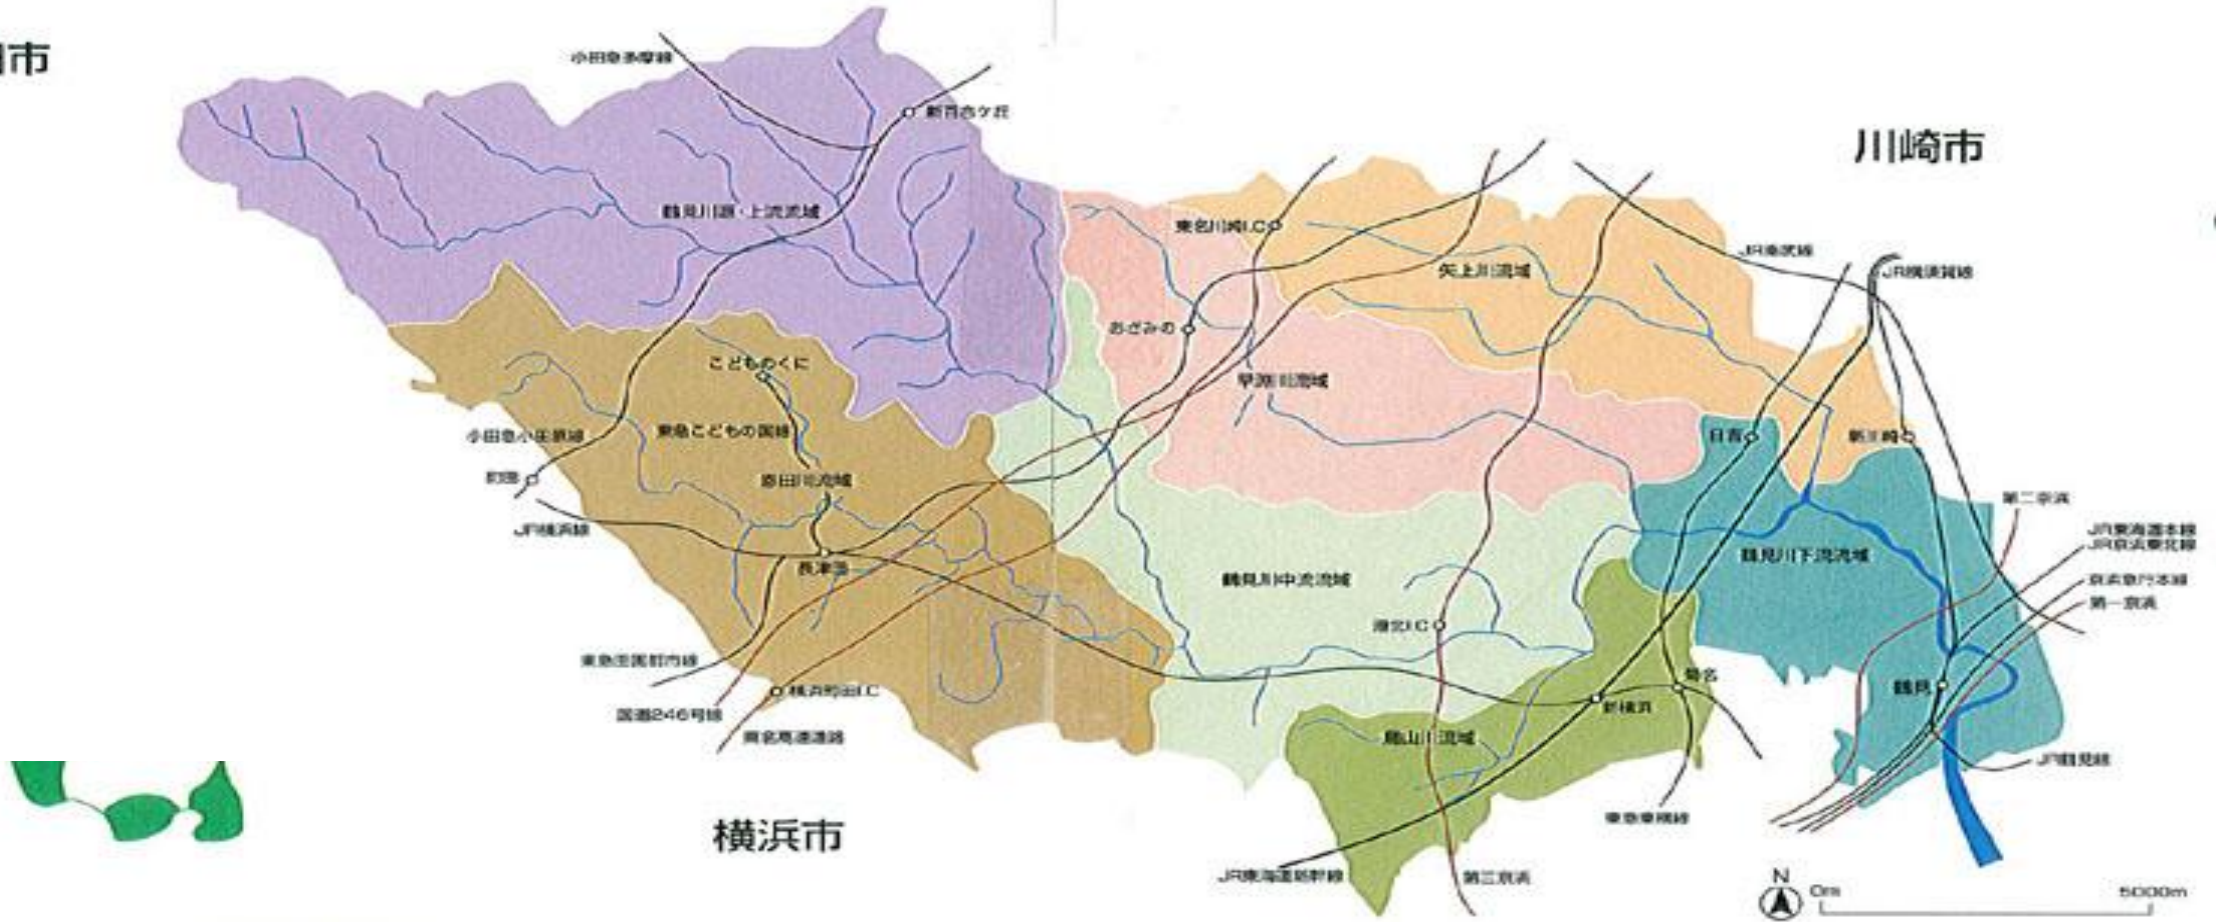 市
小田急多摩線
新百合ケ丘
川崎市
鶴見川源・上流流域
東名川崎I.C
JR南武線
矢上川流域
JR横須賀線
あざみの
こどものくに
早渕川流域
小田急小田原線
東急こどもの国線
日吉
新川崎
町田
恩田川流域
第二京浜
JR横浜線
JR東海道本線
JR京浜東北線
長津田
鶴見川中流流域
鶴見川下流流域
京浜急行本線
第一京浜
港北I.C
東急田園都市線
横浜町田I.C
菊名
鶴見
新横浜
国道246号線
東名高速道路
鳥山川流域
JR鶴見線
横浜市
東急東横線
JR東海道新幹線
第三京浜
N
0m
5000m